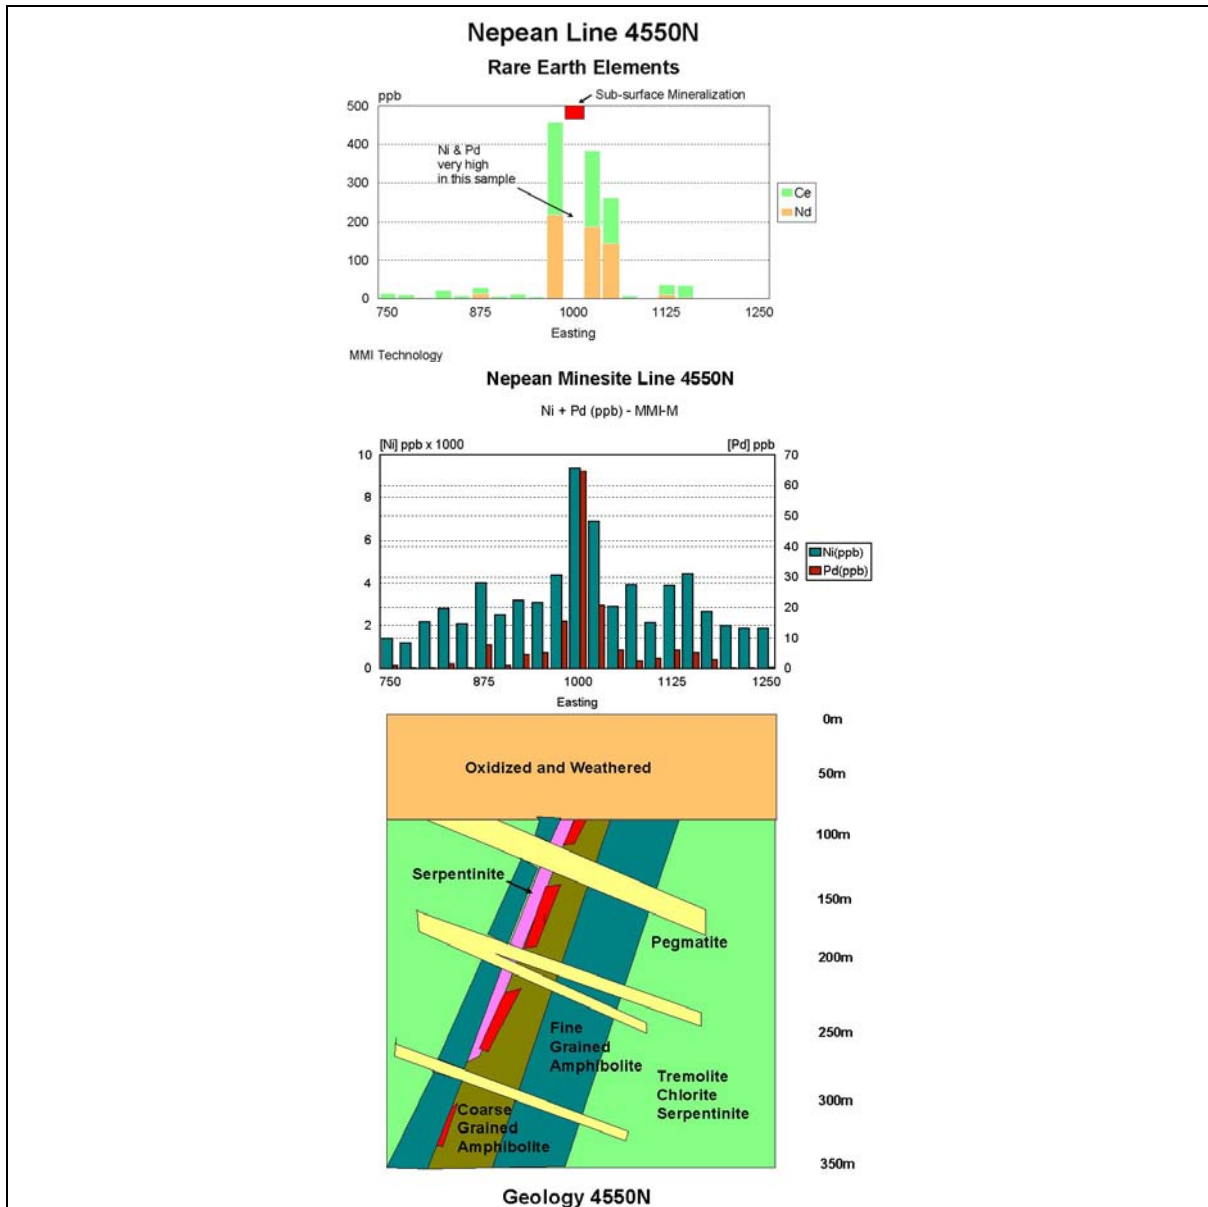 Nepean Line 4550N
Rare Earth Elements
ppb
Sub-surface Mineralization
500
400
300
200
100
0
Ni & Pd
very high
in this sample
Ce
Nd
750 875 1000 1125 1250
Easting
MMI Technology
Nepean Minesite Line 4550N
Ni + Pd (ppb) - MMI-M
[Ni] ppb x 1000 [Pd] ppb
10
8
6
4
2
0
70
60
50
40
30
20
10
0
Ni(ppb)
Pd(ppb)
750 875 1000 1125 1250
Easting
Oxidized and Weathered
Serpentinite
Pegmatite
Fine
Grained
Amphibolite
Tremolite
Chlorite
Serpentinite
Coarse
Grained
Amphibolite
0m
50m
100m
150m
200m
250m
300m
350m
Geology 4550N